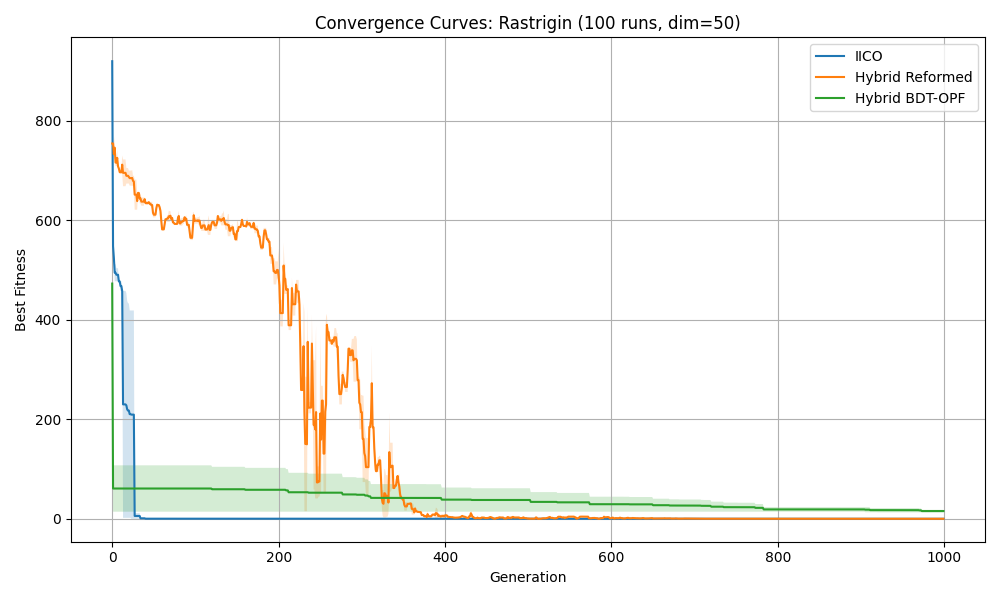 Convergence Curves: Rastrigin (100 runs, dim=50)
IICO
Hybrid Reformed
Hybrid BDT-OPF
Best Fitness
800
600
400
200
0
0 200 400 600 800 1000
Generation